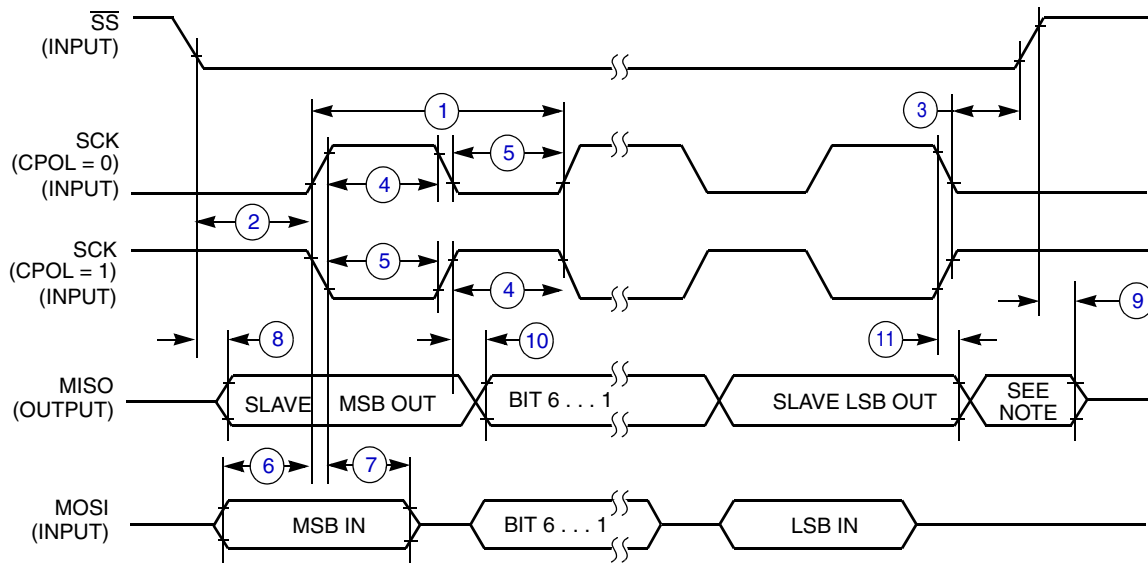 SS
(INPUT)
1
3
SCK
(CPOL = 0)
(INPUT)
5
4
2
SCK
(CPOL = 1)
(INPUT)
5
4
9
8
10
11
MISO
(OUTPUT)
SLAVE MSB OUT
BIT 6 . . . 1
SLAVE LSB OUT
SEE
NOTE
6
7
MOSI
(INPUT)
MSB IN
BIT 6 . . . 1
LSB IN